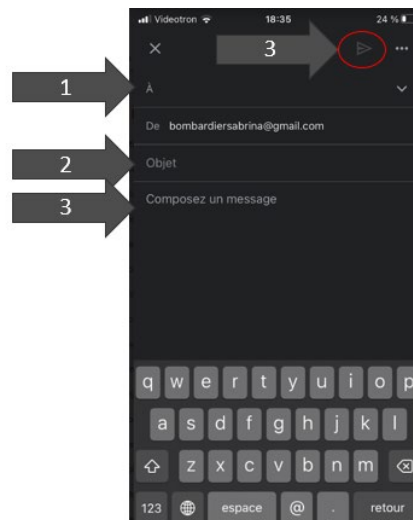 Videotron 18:35 24 %
3
1
À
De bombardiersabrina@gmail.com
2
Objet
3
Composez un message
q w e r t y u i o p
a s d f g h j k l
z x c v b n m
123 espace @ . retour